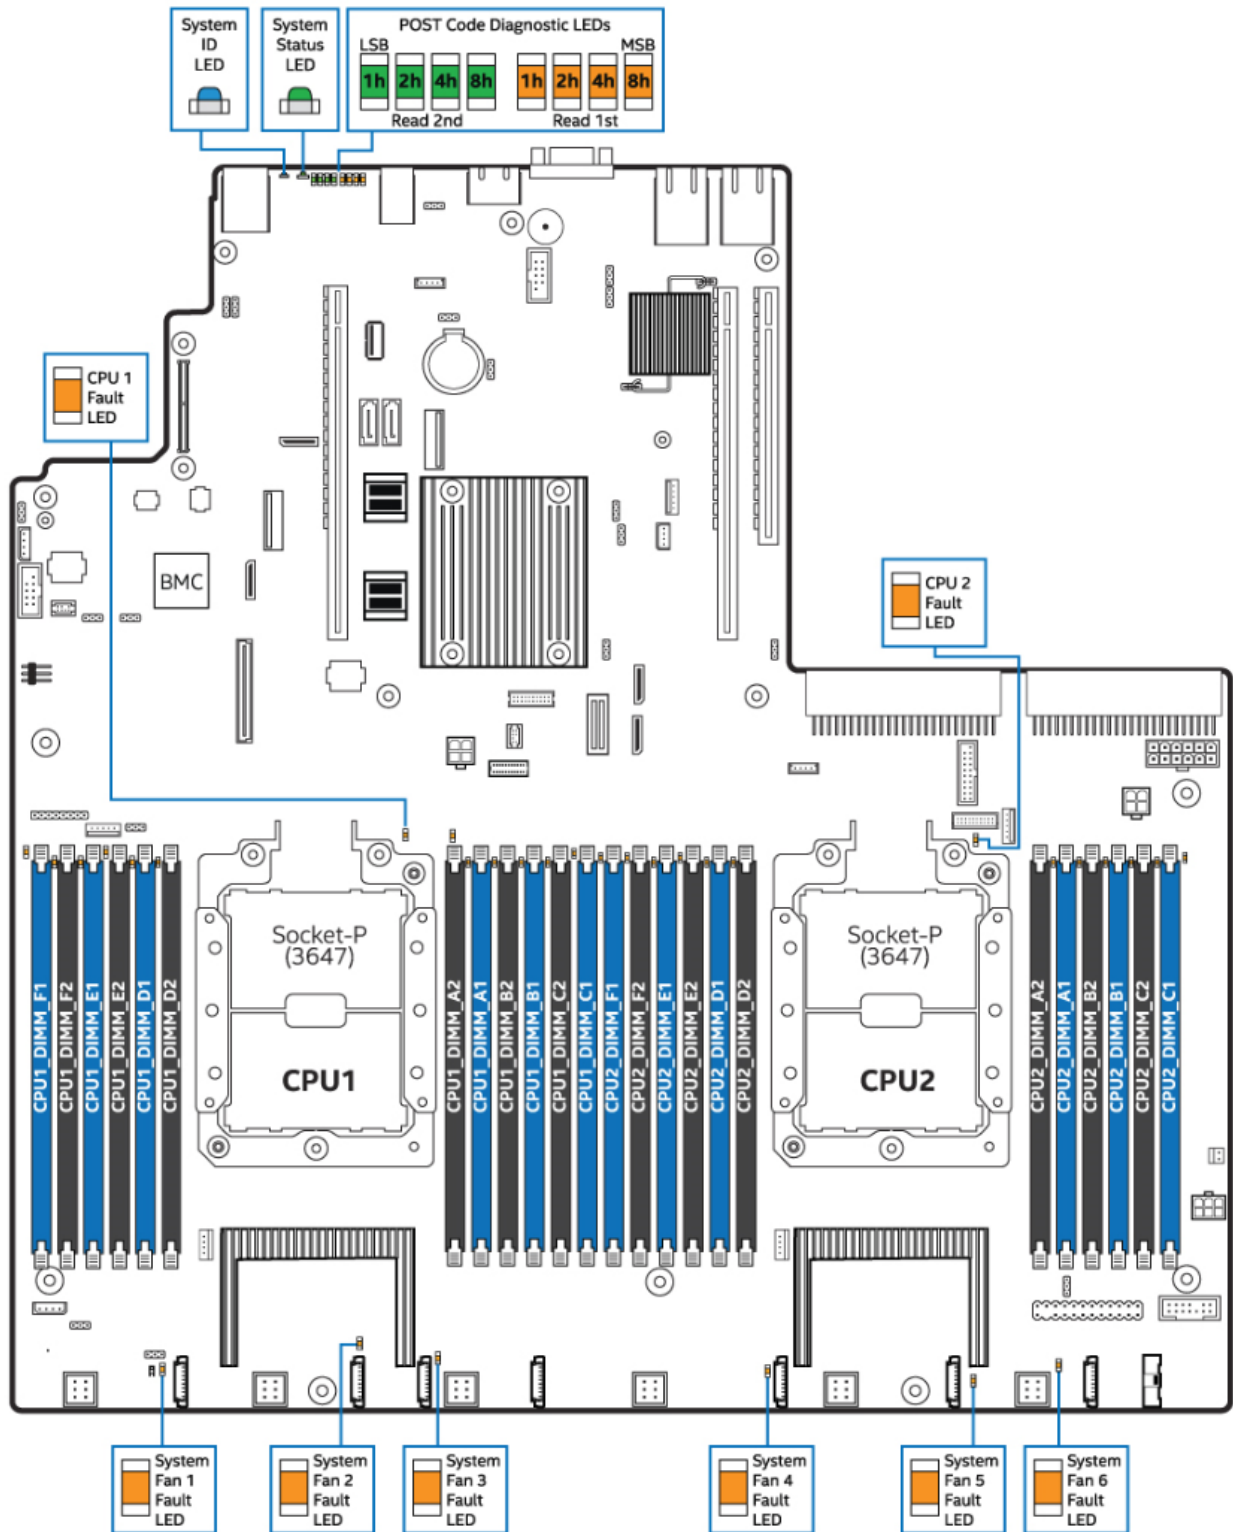 System
ID
LED
System
Status
LED
POST Code Diagnostic LEDs
LSB
MSB
1h 2h 4h 8h 1h 2h 4h 8h
Read 2nd
Read 1st
CPU 1
Fault
LED
BMC
CPU 2
Fault
LED
CPU1_DIMM_F1
CPU1_DIMM_F2
CPU1_DIMM_E1
CPU1_DIMM_E2
CPU1_DIMM_D1
CPU1_DIMM_D2
Socket-P
(3647)
CPU1
CPU1_DIMM_A2
CPU1_DIMM_A1
CPU1_DIMM_B2
CPU1_DIMM_B1
CPU1_DIMM_C2
CPU1_DIMM_C1
CPU2_DIMM_F1
CPU2_DIMM_F2
CPU2_DIMM_E1
CPU2_DIMM_E2
CPU2_DIMM_D1
CPU2_DIMM_D2
Socket-P
(3647)
CPU2
CPU2_DIMM_A2
CPU2_DIMM_A1
CPU2_DIMM_B2
CPU2_DIMM_B1
CPU2_DIMM_C2
CPU2_DIMM_C1
System
Fan 1
Fault
LED
System
Fan 2
Fault
LED
System
Fan 3
Fault
LED
System
Fan 4
Fault
LED
System
Fan 5
Fault
LED
System
Fan 6
Fault
LED